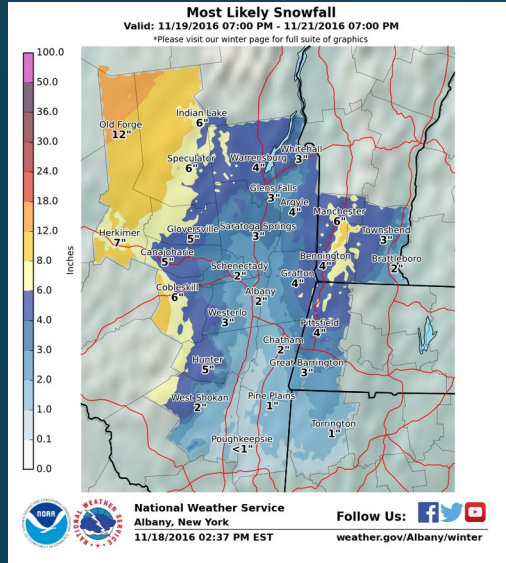 Most Likely Snowfall
Valid: 11/19/2016 07:00 PM - 11/21/2016 07:00 PM
*Please visit our winter page for full suite of graphics
100.0
50.0
36.0
30.0
24.0
18.0
12.0
8.0
6.0
4.0
3.0
2.0
1.0
0.1
0.0
Inches
Old Forge
12"
Indian Lake
6"
Speculator
6"
Warrensburg
4"
Whitehall
3"
Glens Falls
3"
Argyle
4"
Manchester
6"
Herkimer
7"
Gloversville
5"
Saratoga Springs
3"
Townshend
3"
Canajoharie
5"
Bennington
4"
Brattleboro
2"
Schenectady
2"
Grafton
4"
Cobleskill
6"
Albany
2"
Westerlo
3"
Pittsfield
4"
Chatham
2"
Hunter
5"
Great Barrington
3"
West Shokan
2"
Pine Plains
1"
Torrington
1"
Poughkeepsie
<1"
NOAA
NATIONAL WEATHER SERVICE
National Weather Service
Albany, New York
11/18/2016 02:37 PM EST
Follow Us:
weather.gov/Albany/winter